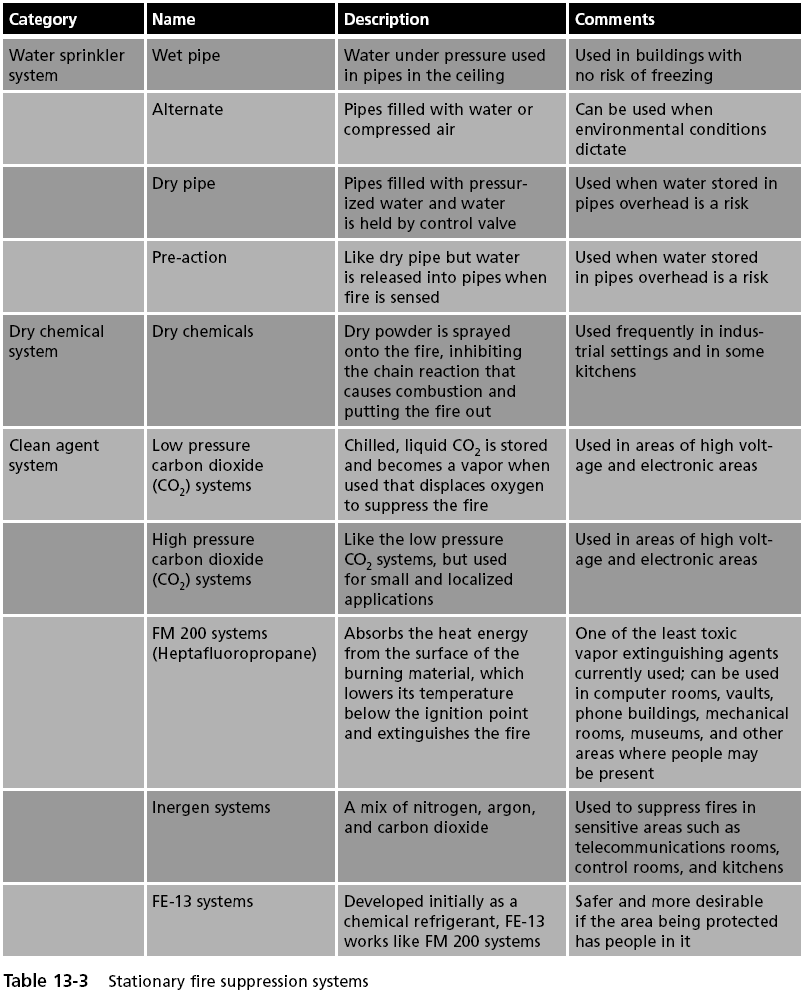 Category Name Description Comments
Water sprinkler Wet pipe Water under pressure used Used in buildings with
system in pipes in the ceiling no risk of freezing
Alternate Pipes filled with water or Can be used when
compressed air environmental conditions
dictate
Dry pipe Pipes filled with pressur- Used when water stored in
ized water and water pipes overhead is a risk
is held by control valve
Pre-action Like dry pipe but water Used when water stored
is released into pipes when in pipes overhead is a risk
fire is sensed
Dry chemical Dry chemicals Dry powder is sprayed Used frequently in indus-
system onto the fire, inhibiting trial settings and in some
the chain reaction that kitchens
causes combustion and
putting the fire out
Clean agent Low pressure Chilled, liquid CO₂ is stored Used in areas of high volt-
system carbon dioxide and becomes a vapor when age and electronic areas
(CO₂) systems used that displaces oxygen
to suppress the fire
High pressure Like the low pressure Used in areas of high volt-
carbon dioxide CO₂ systems, but used age and electronic areas
(CO₂) systems for small and localized
applications
FM 200 systems Absorbs the heat energy One of the least toxic
(Heptafluoropropane) from the surface of the vapor extinguishing agents
burning material, which currently used; can be used
lowers its temperature in computer rooms, vaults,
below the ignition point phone buildings, mechanical
and extinguishes the fire rooms, museums, and other
areas where people may
be present
Inergen systems A mix of nitrogen, argon, Used to suppress fires in
and carbon dioxide sensitive areas such as
telecommunications rooms,
control rooms, and kitchens
FE-13 systems Developed initially as a Safer and more desirable
chemical refrigerant, FE-13 if the area being protected
works like FM 200 systems has people in it
Table 13-3 Stationary fire suppression systems